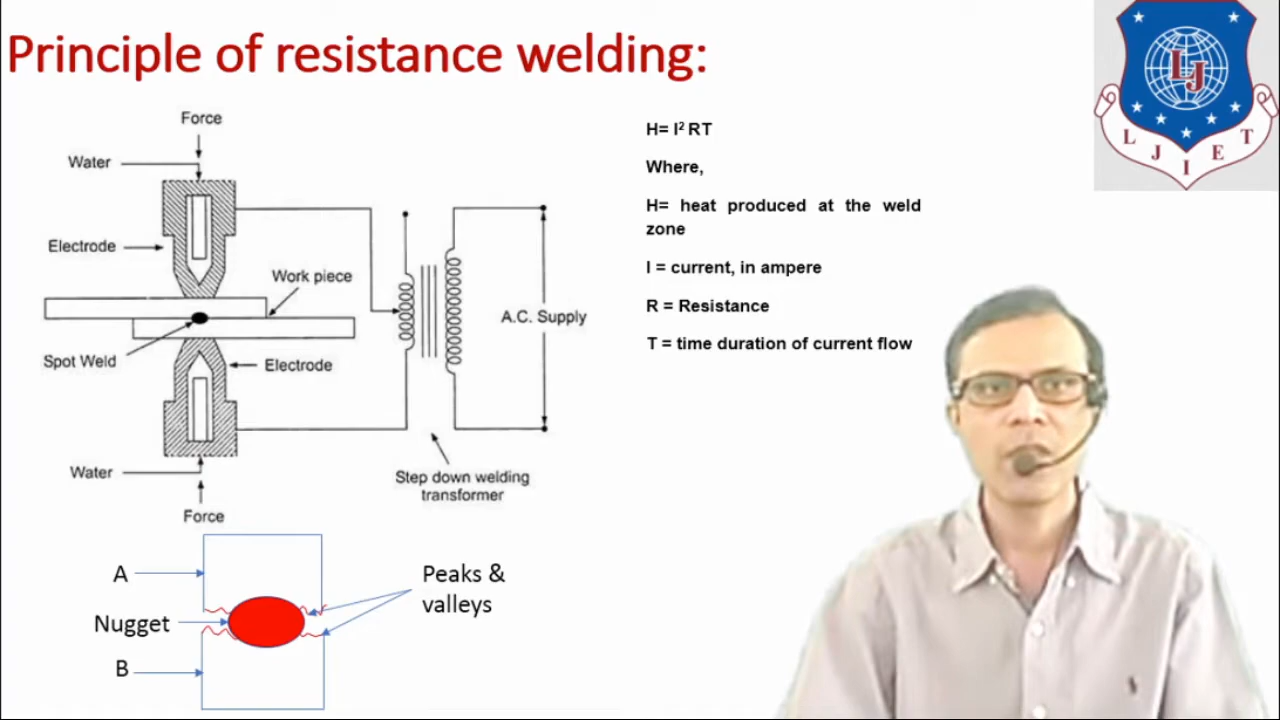 Principle of resistance welding:
Force
Water
Electrode
Work piece
A.C. Supply
Spot Weld
Electrode
Water
Step down welding
transformer
Force
A
Peaks &
valleys
Nugget
B
H= I² RT
Where,
H= heat produced at the weld
zone
I = current, in ampere
R = Resistance
T = time duration of current flow
LJ
L J I E T